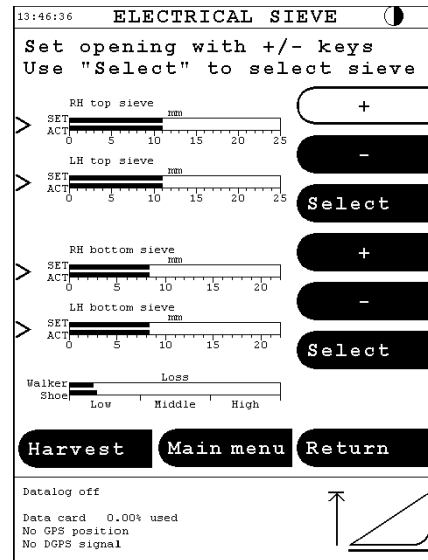 13:46:36 ELECTRICAL SIEVE
Set opening with +/- keys
Use "Select" to select sieve
RH top sieve
mm
SET
ACT
0 5 10 15 20 25
+
LH top sieve
mm
SET
ACT
0 5 10 15 20 25
-
Select
RH bottom sieve
mm
SET
ACT
0 5 10 15 20
+
LH bottom sieve
mm
SET
ACT
0 5 10 15 20
-
Select
Loss
Walker
Shoe
Low Middle High
Harvest Main menu Return
Datalog off
Data card 0.00% used
No GPS position
No DGPS signal